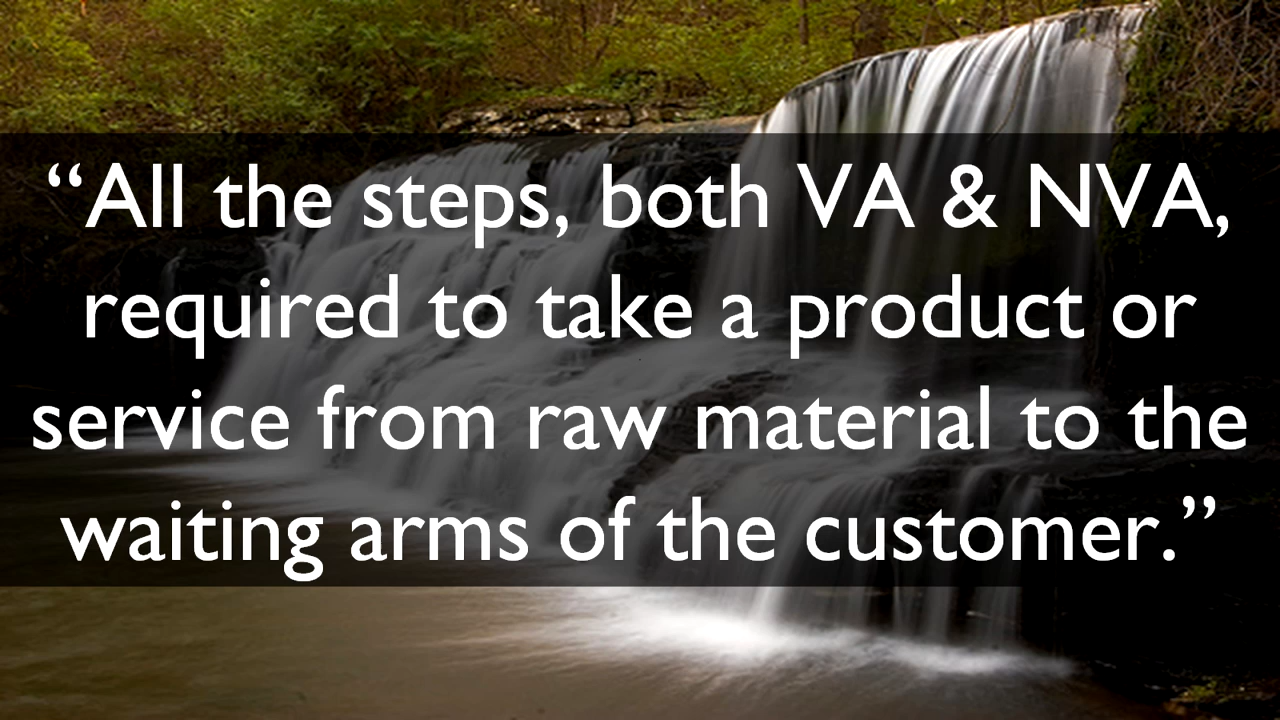 “All the steps, both VA & NVA,
required to take a product or
service from raw material to the
waiting arms of the customer.”